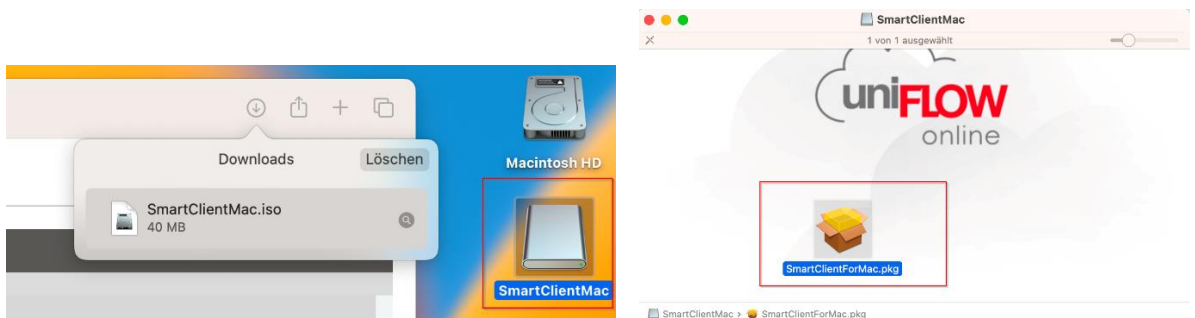 Downloads
Löschen
SmartClientMac.iso
40 MB
Macintosh HD
SmartClientMac
SmartClientMac
1 von 1 ausgewählt
uniFLOW
online
SmartClientForMac.pkg
SmartClientMac › SmartClientForMac.pkg